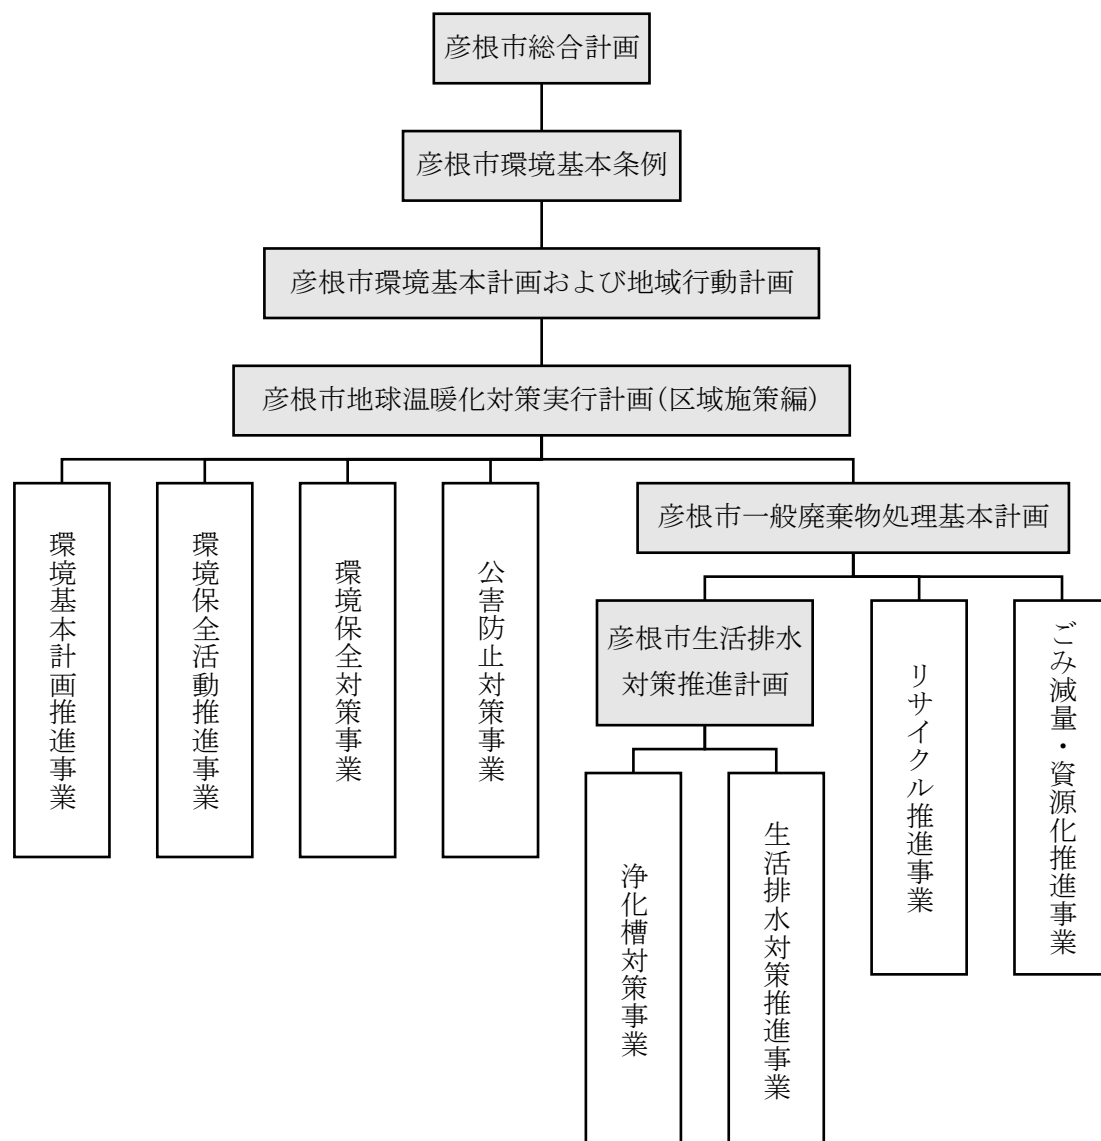 彦根市総合計画
彦根市環境基本条例
彦根市環境基本計画および地域行動計画
彦根市地球温暖化対策実行計画(区域施策編)
環境基本計画推進事業
環境保全活動推進事業
環境保全対策事業
公害防止対策事業
彦根市一般廃棄物処理基本計画
彦根市生活排水
対策推進計画
リサイクル推進事業
ごみ減量・資源化推進事業
浄化槽対策事業
生活排水対策推進事業